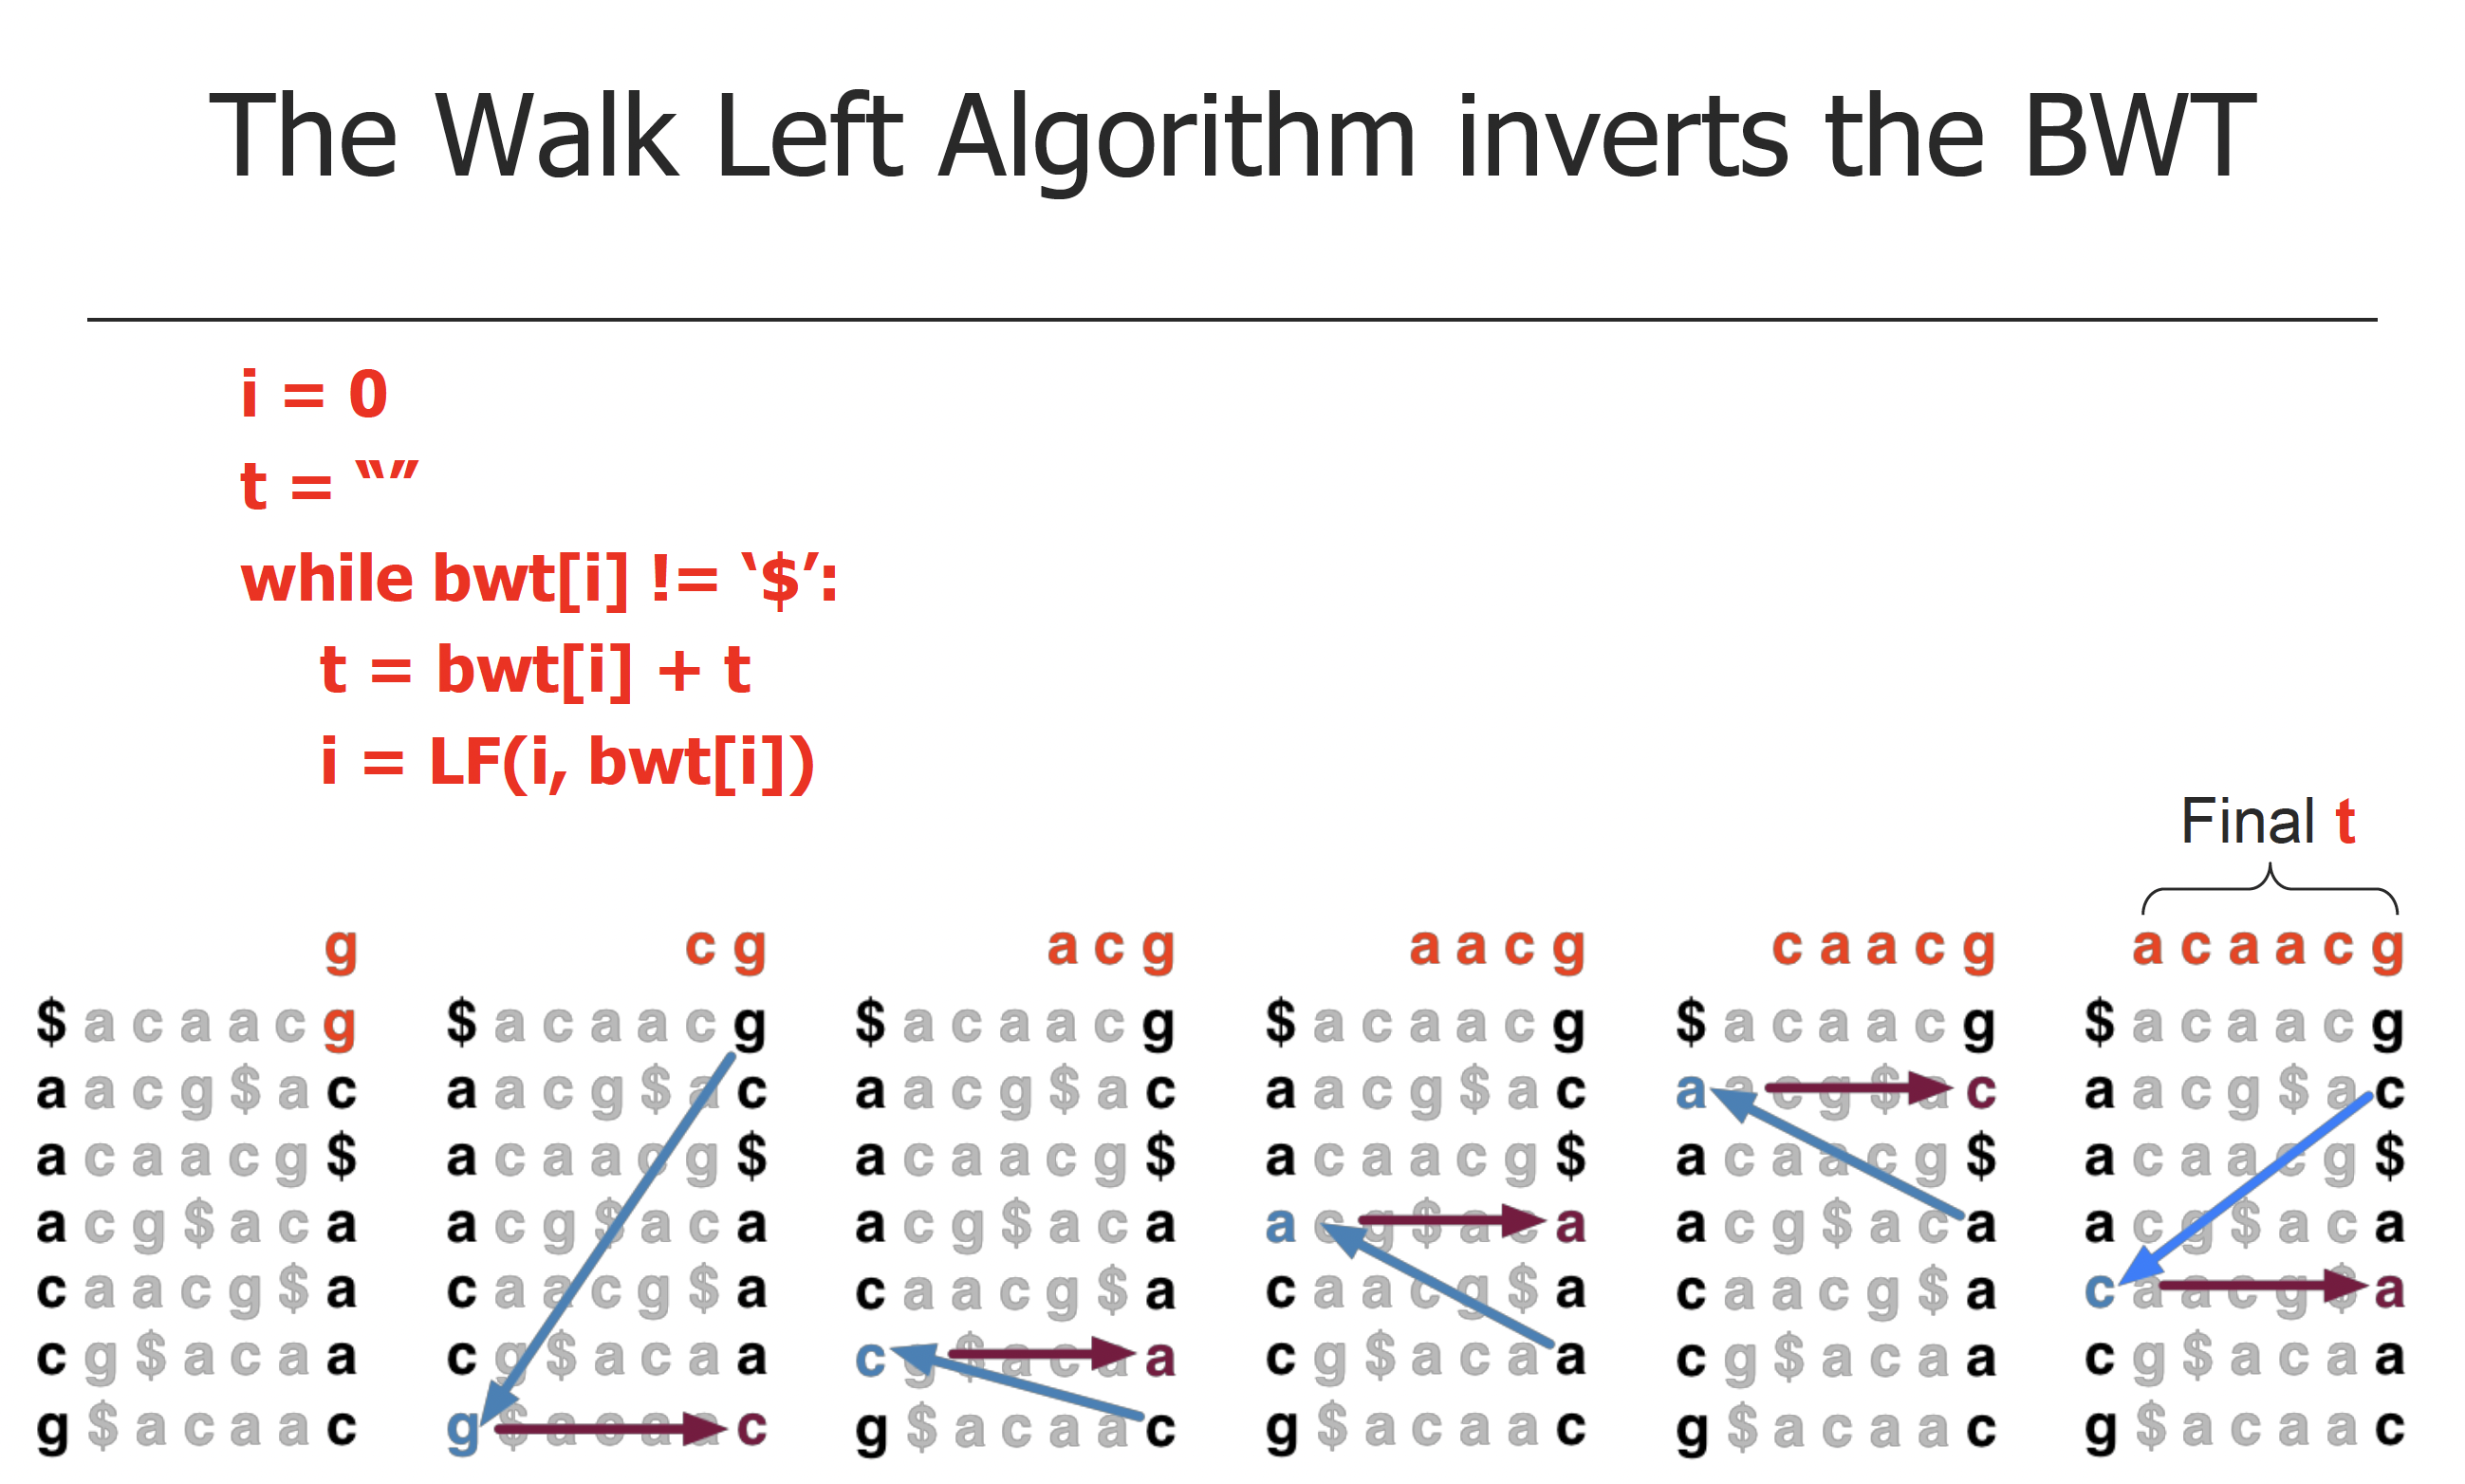 The Walk Left Algorithm inverts the BWT
i = 0
t = “”
while bwt[i] != ‘$’:
t = bwt[i] + t
i = LF(i, bwt[i])
Final t
g c g a c g a a c g c a a c g a c a a c g
$ a c a a c g $ a c a a c g $ a c a a c g $ a c a a c g $ a c a a c g $ a c a a c g
a a c g $ a c a a c g $ a c a a c g $ a c a a c g $ a c a a c g $ a c a a c g $ a c
a c a a c g $ a c a a c g $ a c a a c g $ a c a a c g $ a c a a c g $ a c a a c g $
a c g $ a c a a c g $ a c a a c g $ a c a a c g $ a c a a c g $ a c a a c g $ a c a
c a a c g $ a c a a c g $ a c a a c g $ a c a a c g $ a c a a c g $ a c a a c g $ a
c g $ a c a a c g $ a c a a c g $ a c a a c g $ a c a a c g $ a c a a c g $ a c a a
g $ a c a a c g $ a c a a c g $ a c a a c g $ a c a a c g $ a c a a c g $ a c a a c